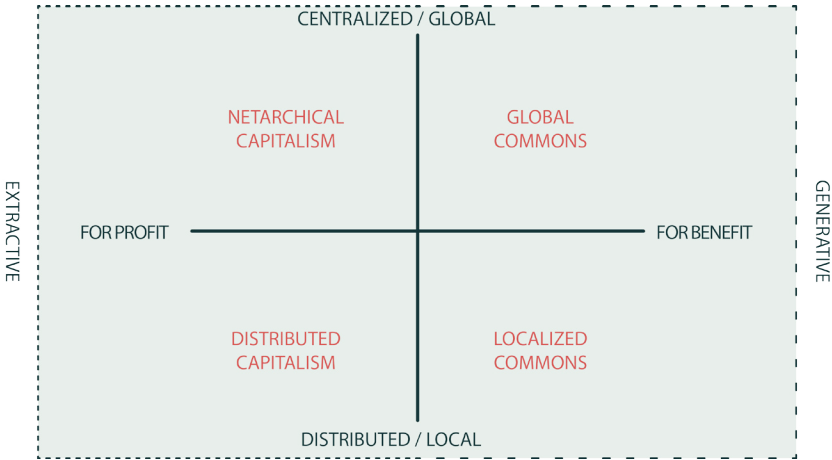 CENTRALIZED / GLOBAL
NETARCHICAL
CAPITALISM
GLOBAL
COMMONS
EXTRACTIVE
FOR PROFIT
FOR BENEFIT
GENERATIVE
DISTRIBUTED
CAPITALISM
LOCALIZED
COMMONS
DISTRIBUTED / LOCAL